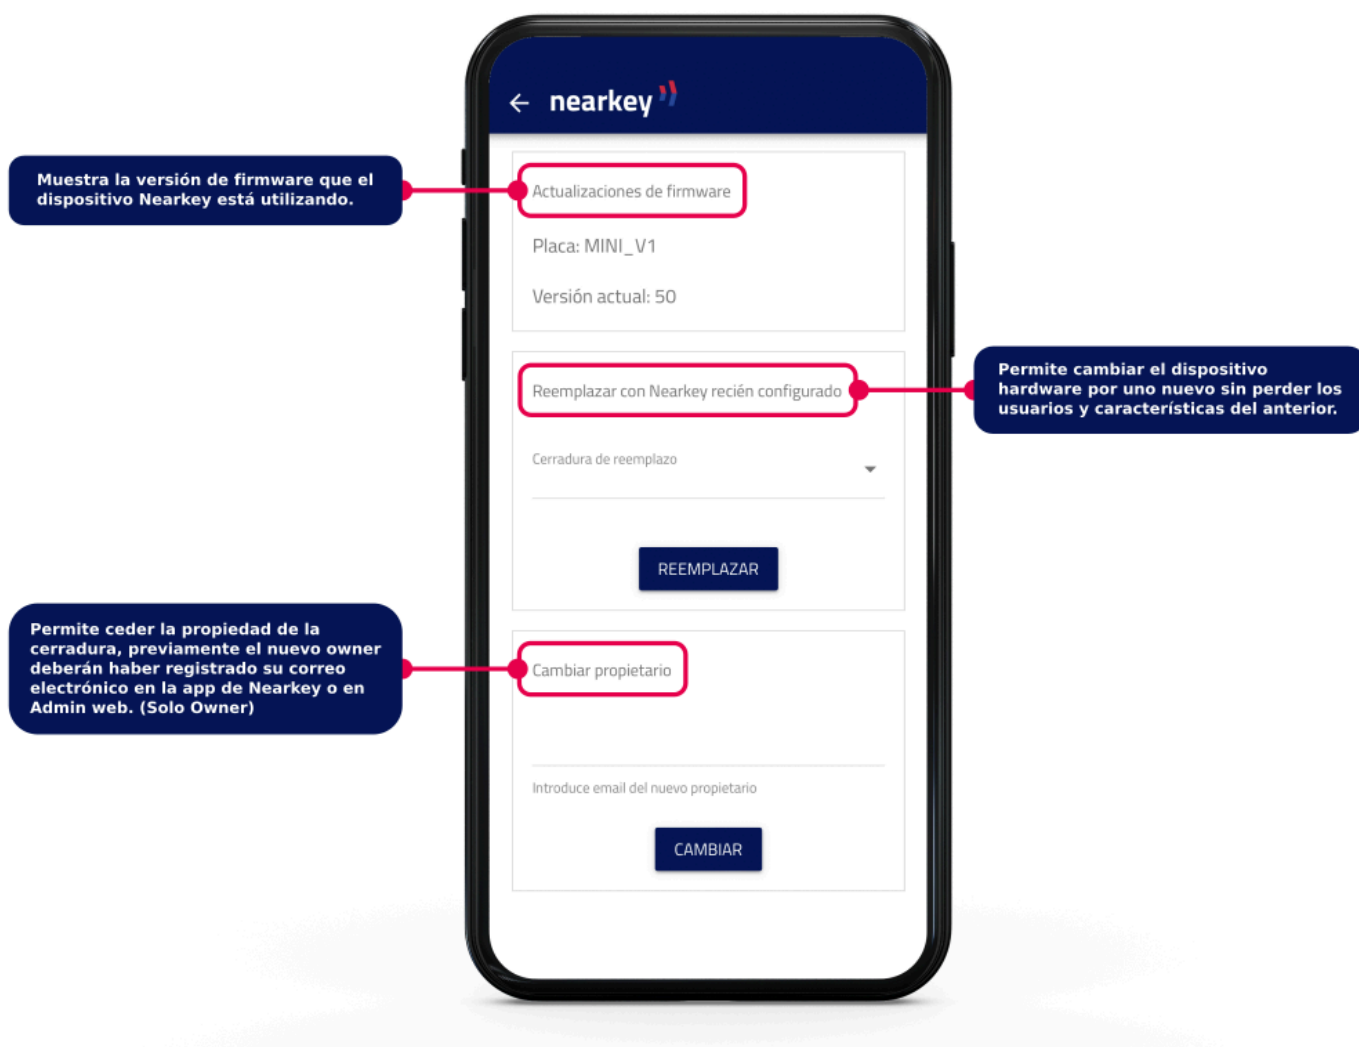 nearkey
Muestra la versión de firmware que el
dispositivo Nearkey está utilizando.
Actualizaciones de firmware
Placa: MINI_V1
Versión actual: 50
Reemplazar con Nearkey recién configurado
Permite cambiar el dispositivo
hardware por uno nuevo sin perder los
usuarios y características del anterior.
Cerradura de reemplazo
REEMPLAZAR
Permite ceder la propiedad de la
cerradura, previamente el nuevo owner
deberán haber registrado su correo
electrónico en la app de Nearkey o en
Admin web. (Solo Owner)
Cambiar propietario
Introduce email del nuevo propietario
CAMBIAR